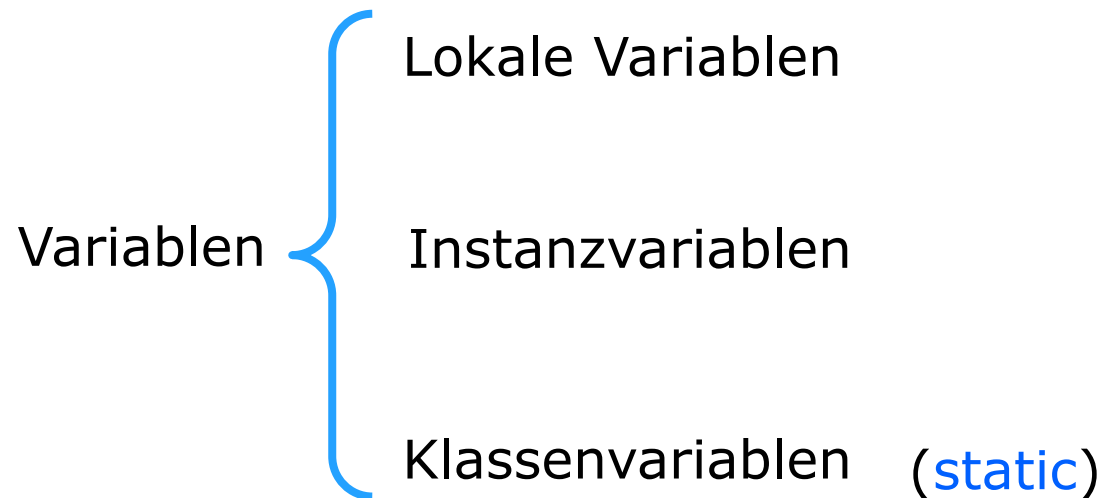 Lokale Variablen
Variablen
Instanzvariablen
Klassenvariablen (static)